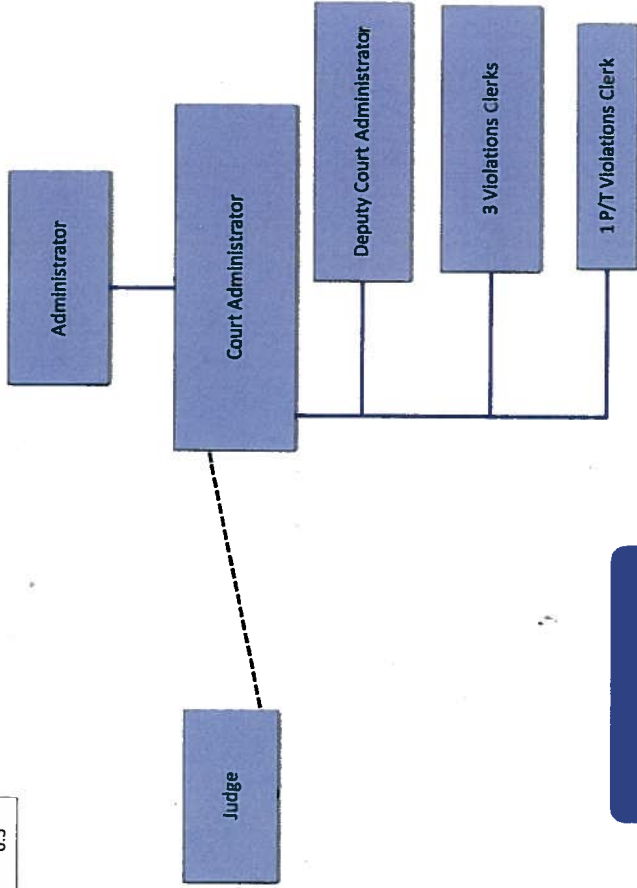 Administrator
Court Administrator
Judge
Deputy Court Administrator
3 Violations Clerks
1 P/T Violations Clerk